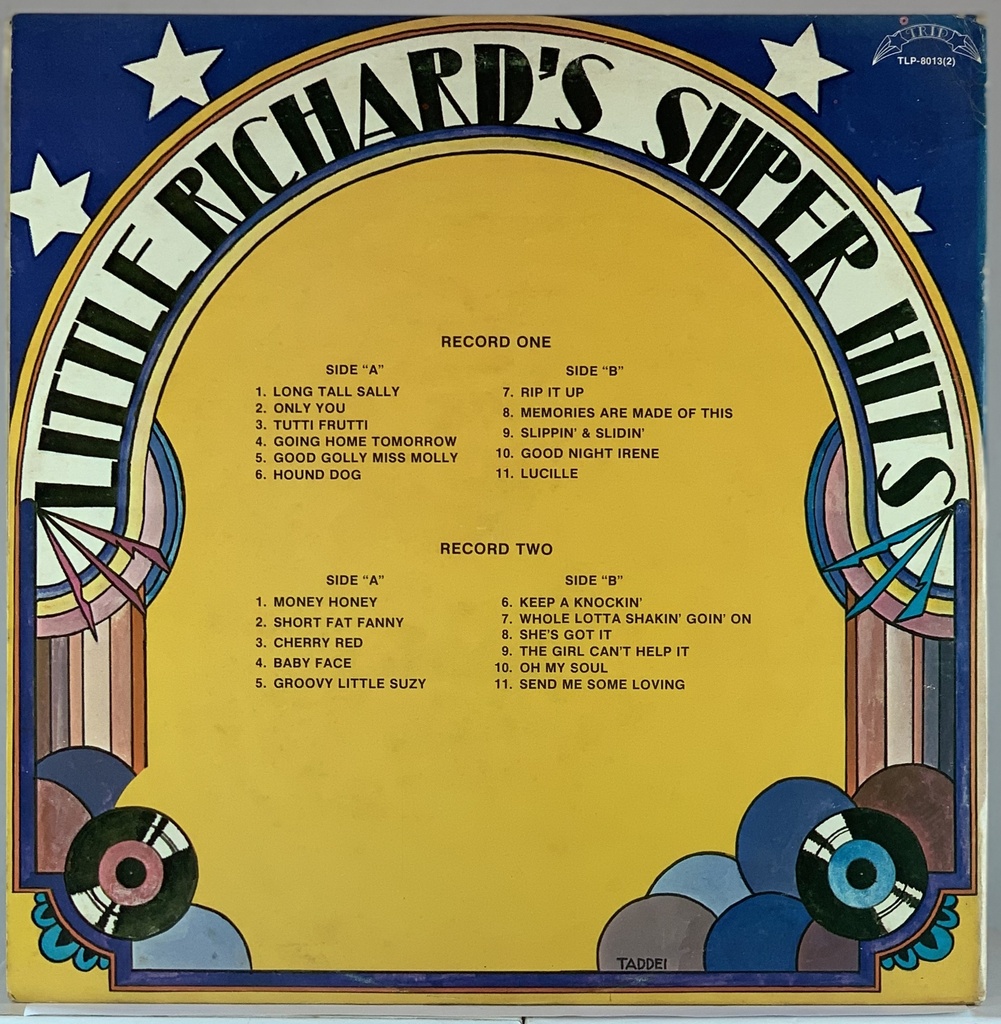 TRIP
TLP-8013(2)
LITTLE RICHARD'S SUPER HITS
RECORD ONE
SIDE "A"
1. LONG TALL SALLY
2. ONLY YOU
3. TUTTI FRUTTI
4. GOING HOME TOMORROW
5. GOOD GOLLY MISS MOLLY
6. HOUND DOG
SIDE "B"
7. RIP IT UP
8. MEMORIES ARE MADE OF THIS
9. SLIPPIN' & SLIDIN'
10. GOOD NIGHT IRENE
11. LUCILLE
RECORD TWO
SIDE "A"
1. MONEY HONEY
2. SHORT FAT FANNY
3. CHERRY RED
4. BABY FACE
5. GROOVY LITTLE SUZY
SIDE "B"
6. KEEP A KNOCKIN'
7. WHOLE LOTTA SHAKIN' GOIN' ON
8. SHE'S GOT IT
9. THE GIRL CAN'T HELP IT
10. OH MY SOUL
11. SEND ME SOME LOVING
TADDEI